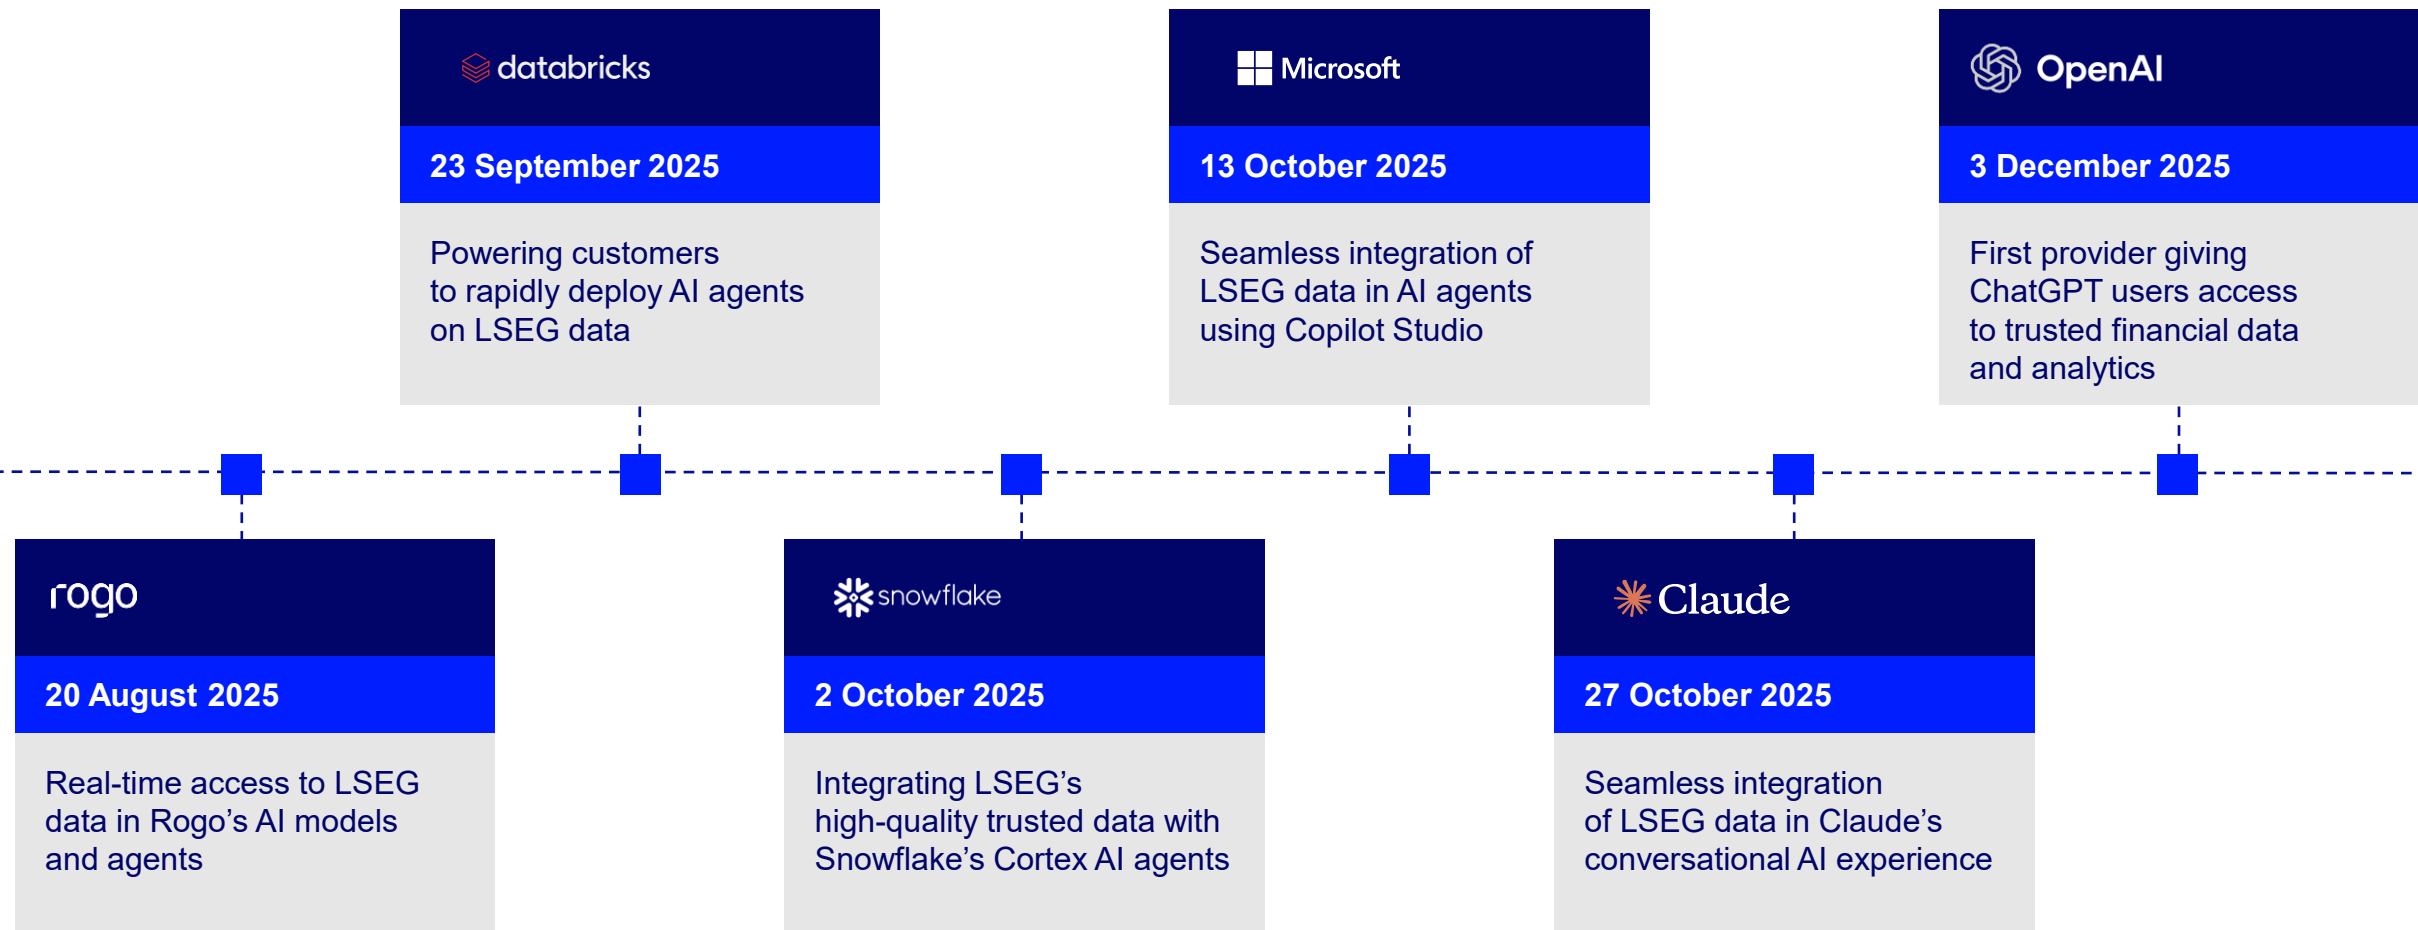 databricks
23 September 2025
Powering customers
to rapidly deploy AI agents
on LSEG data
Microsoft
13 October 2025
Seamless integration of
LSEG data in AI agents
using Copilot Studio
OpenAI
3 December 2025
First provider giving
ChatGPT users access
to trusted financial data
and analytics
rogo
20 August 2025
Real-time access to LSEG
data in Rogo’s AI models
and agents
snowflake
2 October 2025
Integrating LSEG’s
high-quality trusted data with
Snowflake’s Cortex AI agents
Claude
27 October 2025
Seamless integration
of LSEG data in Claude’s
conversational AI experience